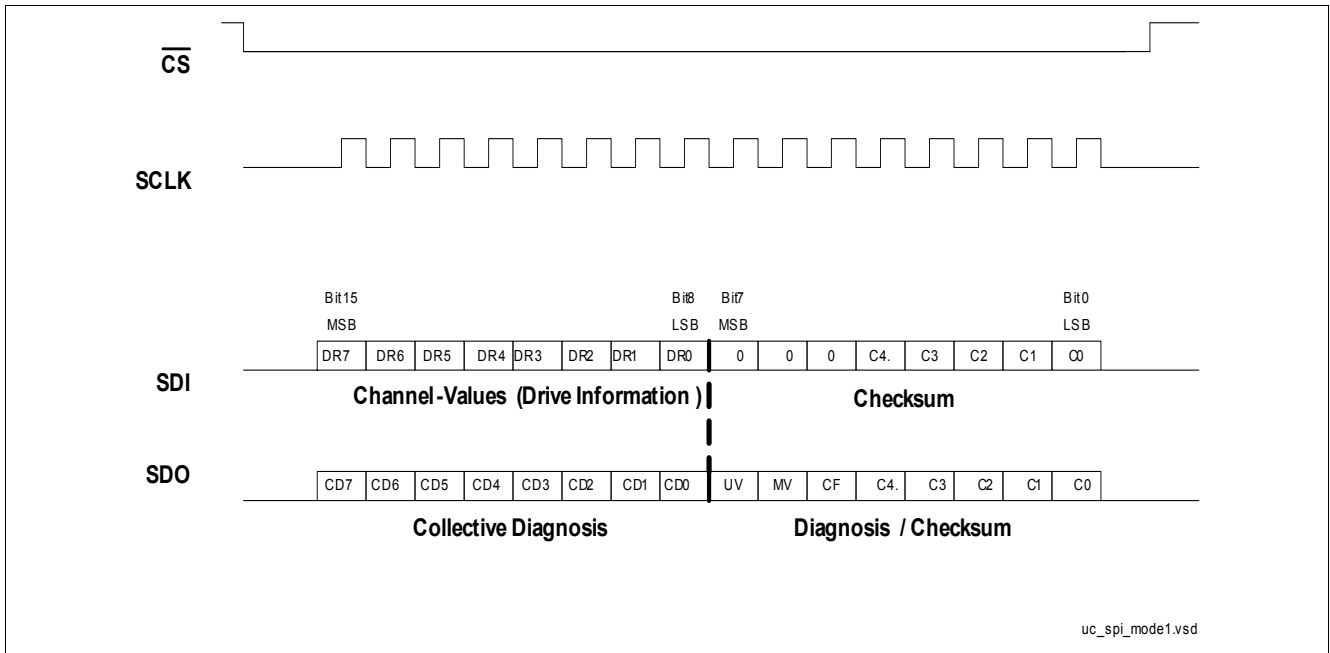 CS
SCLK
Bit15 Bit8 Bit7 Bit0
MSB LSB MSB LSB
DR7 DR6 DR5 DR4 DR3 DR2 DR1 DR0 0 0 0 C4. C3 C2 C1 C0
SDI
Channel-Values (Drive Information) Checksum
SDO
CD7 CD6 CD5 CD4 CD3 CD2 CD1 CD0 UV MV CF C4. C3 C2 C1 C0
Collective Diagnosis Diagnosis / Checksum
uc_spi_mode1.vsd